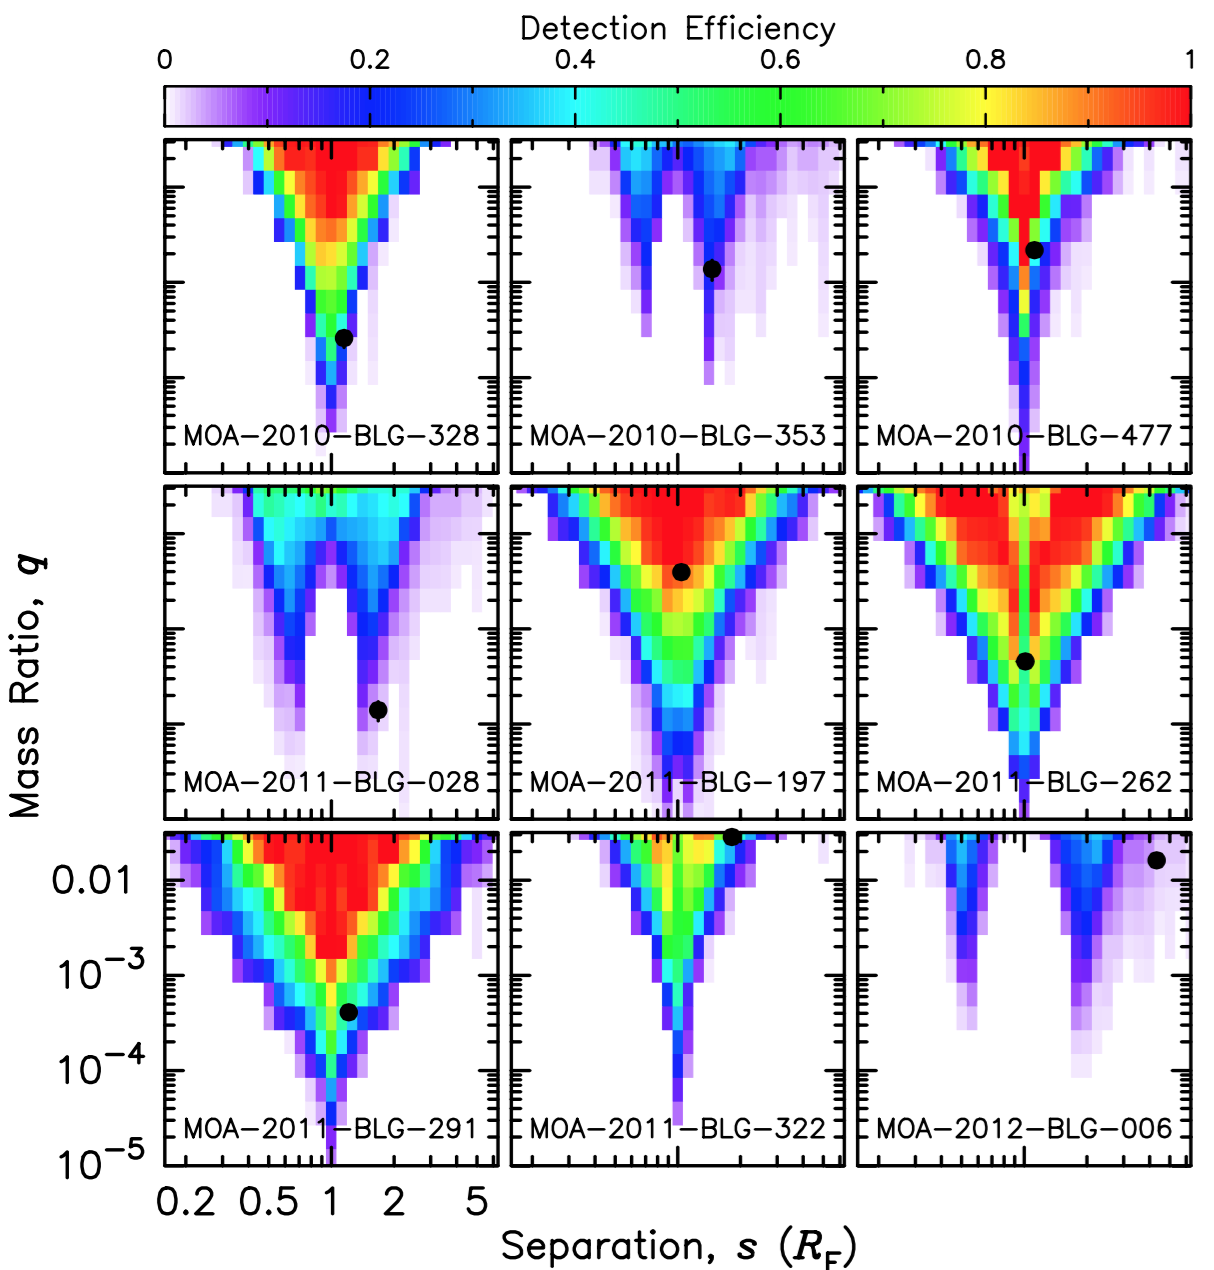 Detection Efficiency
0 0.2 0.4 0.6 0.8 1
MOA-2010-BLG-328 MOA-2010-BLG-353 MOA-2010-BLG-477
MOA-2011-BLG-028 MOA-2011-BLG-197 MOA-2011-BLG-262
Mass Ratio, q
0.01
10⁻³
10⁻⁴
MOA-2011-BLG-291 MOA-2011-BLG-322 MOA-2012-BLG-006
10⁻⁵
0.2 0.5 1 2 5
Separation, s (R_E)